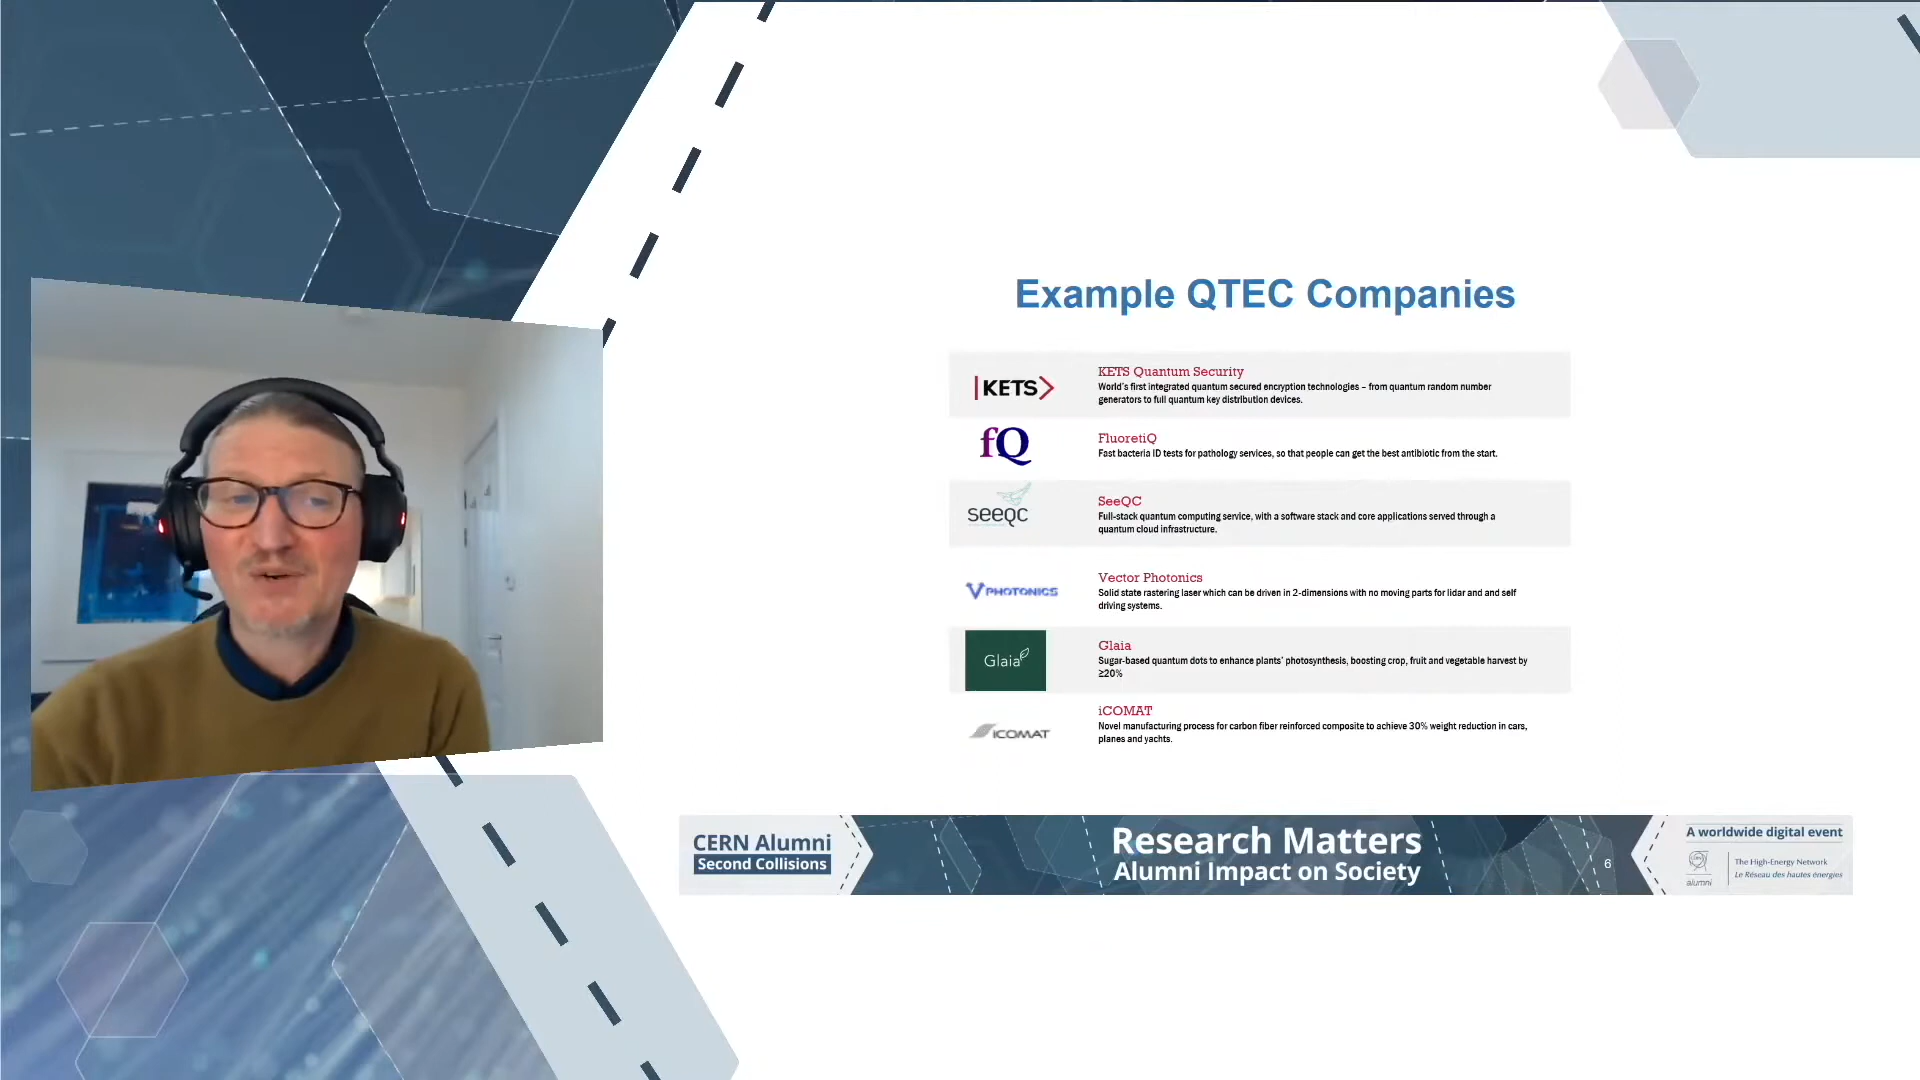 Example QTEC Companies
KETS
KETS Quantum Security
World's first integrated quantum secured encryption technologies – from quantum random number
generators to full quantum key distribution devices.
fQ
FluoretiQ
Fast bacteria ID tests for pathology services, so that people can get the best antibiotic from the start.
seeQC
SeeQC
Full-stack quantum computing service, with a software stack and core applications served through a
quantum cloud infrastructure.
V PHOTONICS
Vector Photonics
Solid state rastering laser which can be driven in 2-dimensions with no moving parts for lidar and and self
driving systems.
Glaia
Glaia
Sugar-based quantum dots to enhance plants' photosynthesis, boosting crop, fruit and vegetable harvest by
≥20%
iCOMAT
iCOMAT
Novel manufacturing process for carbon fiber reinforced composite to achieve 30% weight reduction in cars,
planes and yachts.
CERN Alumni
Second Collisions
Research Matters
Alumni Impact on Society
6
A worldwide digital event
The High-Energy Network
Le Réseau des hautes énergies
alumni